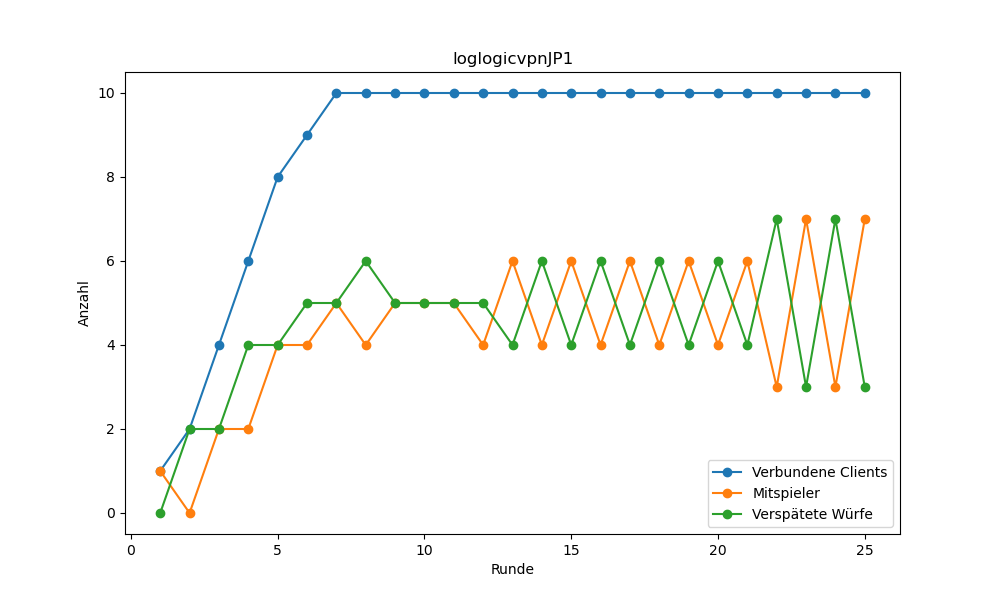 loglogicvpnJP1
Anzahl
10
8
6
4
2
0
0
5
10
15
20
25
Runde
Verbundene Clients
Mitspieler
Verspätete Würfe